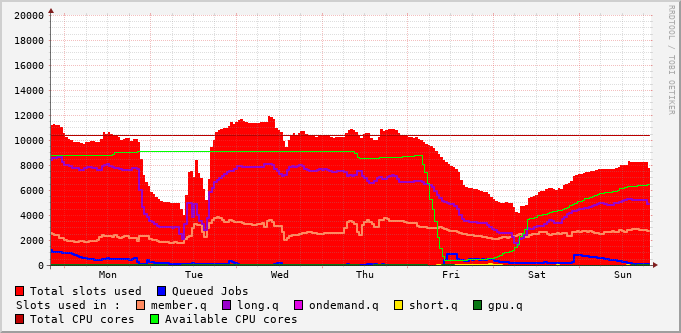 RRDTOOL / TOBI OETIKER
20000
18000
16000
14000
12000
10000
8000
6000
4000
2000
0
Mon Tue Wed Thu Fri Sat Sun
Total slots used Queued Jobs
Slots used in : member.q long.q ondemand.q short.q gpu.q
Total CPU cores Available CPU cores